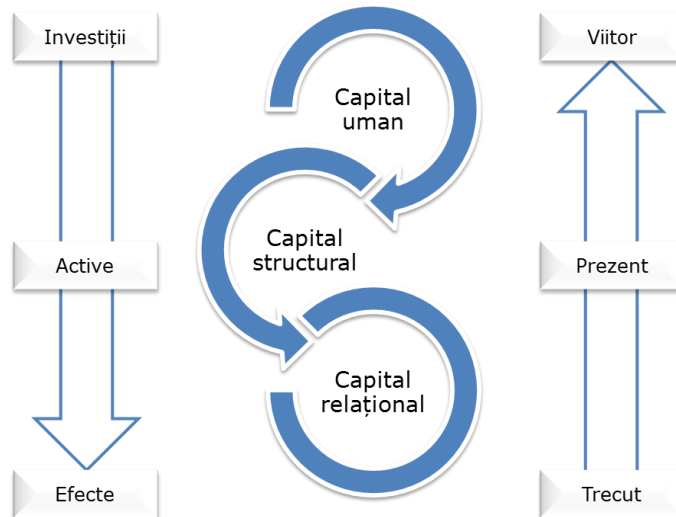 Investiții
Viitor
Capital
uman
Active
Capital
structural
Prezent
Capital
relațional
Efecte
Trecut